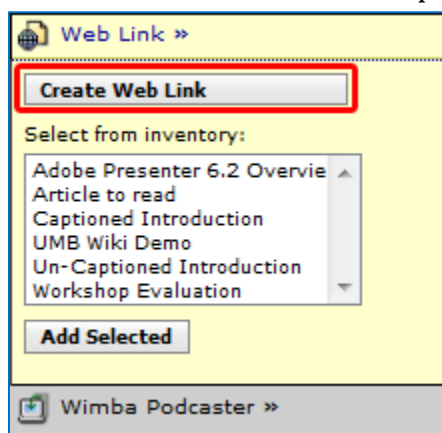 Web Link »
Create Web Link
Select from inventory:
Adobe Presenter 6.2 Overvie
Article to read
Captioned Introduction
UMB Wiki Demo
Un-Captioned Introduction
Workshop Evaluation
Add Selected
Wimba Podcaster »